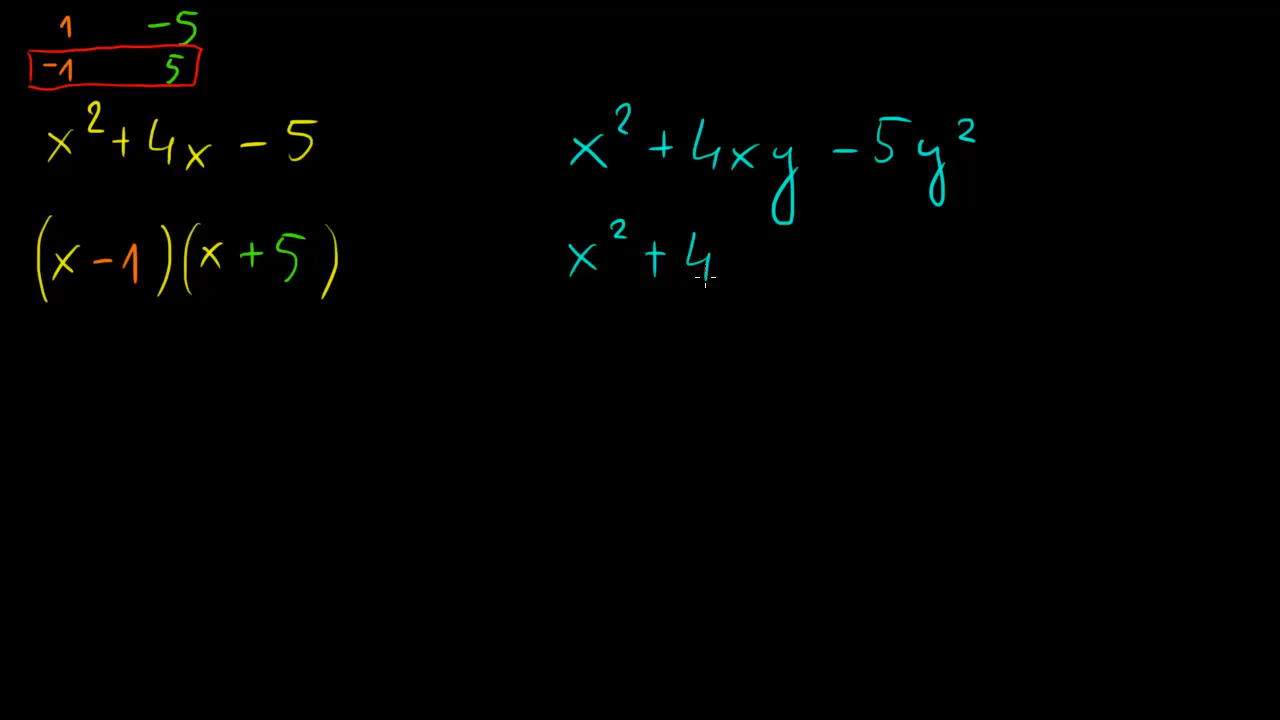 1 -5
-1 5
x² + 4x - 5
(x - 1)(x + 5)
x² + 4xy - 5y²
x² + 4